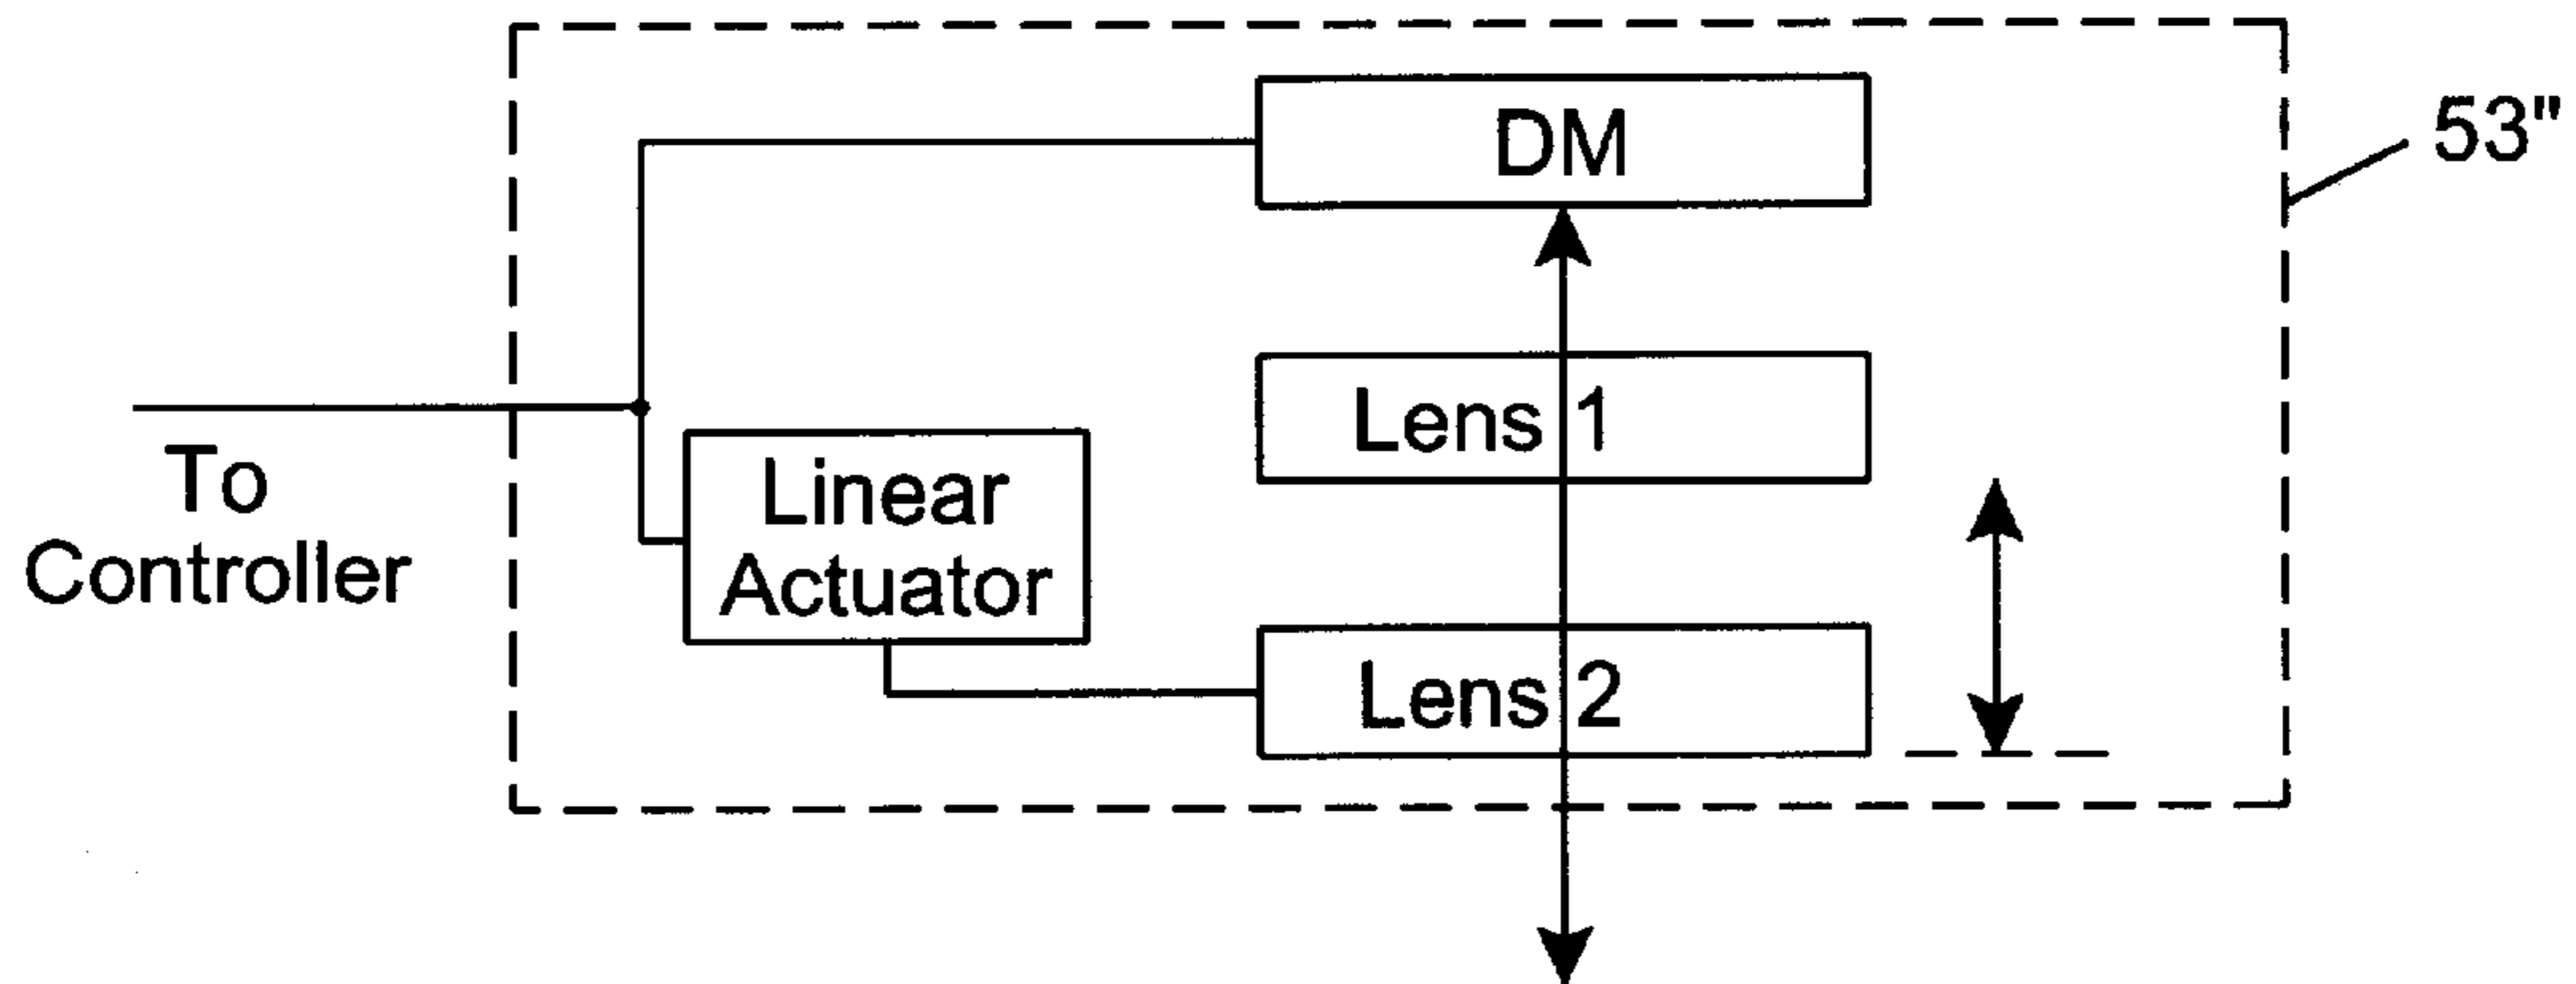 DM
53"
Lens 1
To
Controller
Linear
Actuator
Lens 2